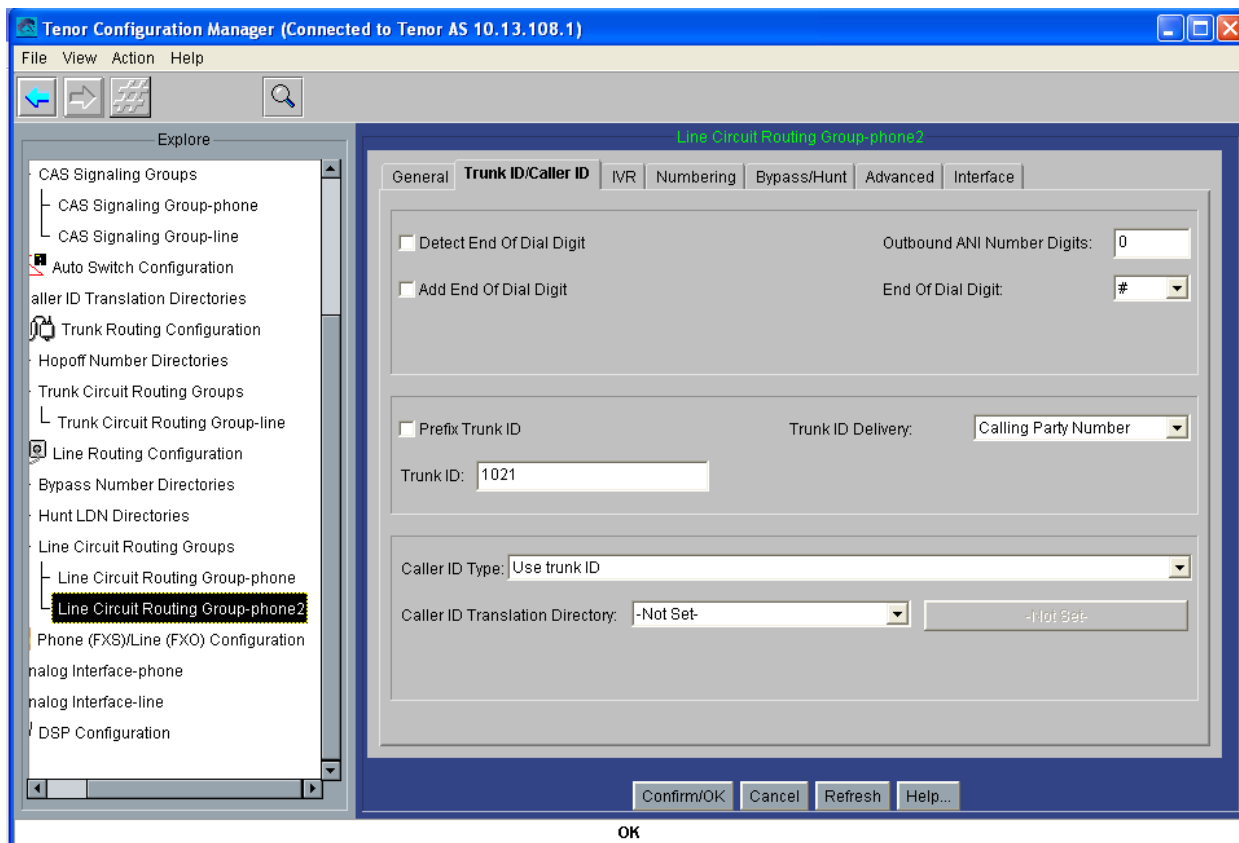 Tenor Configuration Manager (Connected to Tenor AS 10.13.108.1)
File View Action Help
Explore
CAS Signaling Groups
CAS Signaling Group-phone
CAS Signaling Group-line
Auto Switch Configuration
aller ID Translation Directories
Trunk Routing Configuration
Hopoff Number Directories
Trunk Circuit Routing Groups
Trunk Circuit Routing Group-line
Line Routing Configuration
Bypass Number Directories
Hunt LDN Directories
Line Circuit Routing Groups
Line Circuit Routing Group-phone
Line Circuit Routing Group-phone2
Phone (FXS)/Line (FXO) Configuration
nalog Interface-phone
nalog Interface-line
DSP Configuration
Line Circuit Routing Group-phone2
General Trunk ID/Caller ID IVR Numbering Bypass/Hunt Advanced Interface
Detect End Of Dial Digit Outbound ANI Number Digits: 0
Add End Of Dial Digit End Of Dial Digit: #
Prefix Trunk ID Trunk ID Delivery: Calling Party Number
Trunk ID: 1021
Caller ID Type: Use trunk ID
Caller ID Translation Directory: -Not Set- -Not Set-
Confirm/OK Cancel Refresh Help...
OK